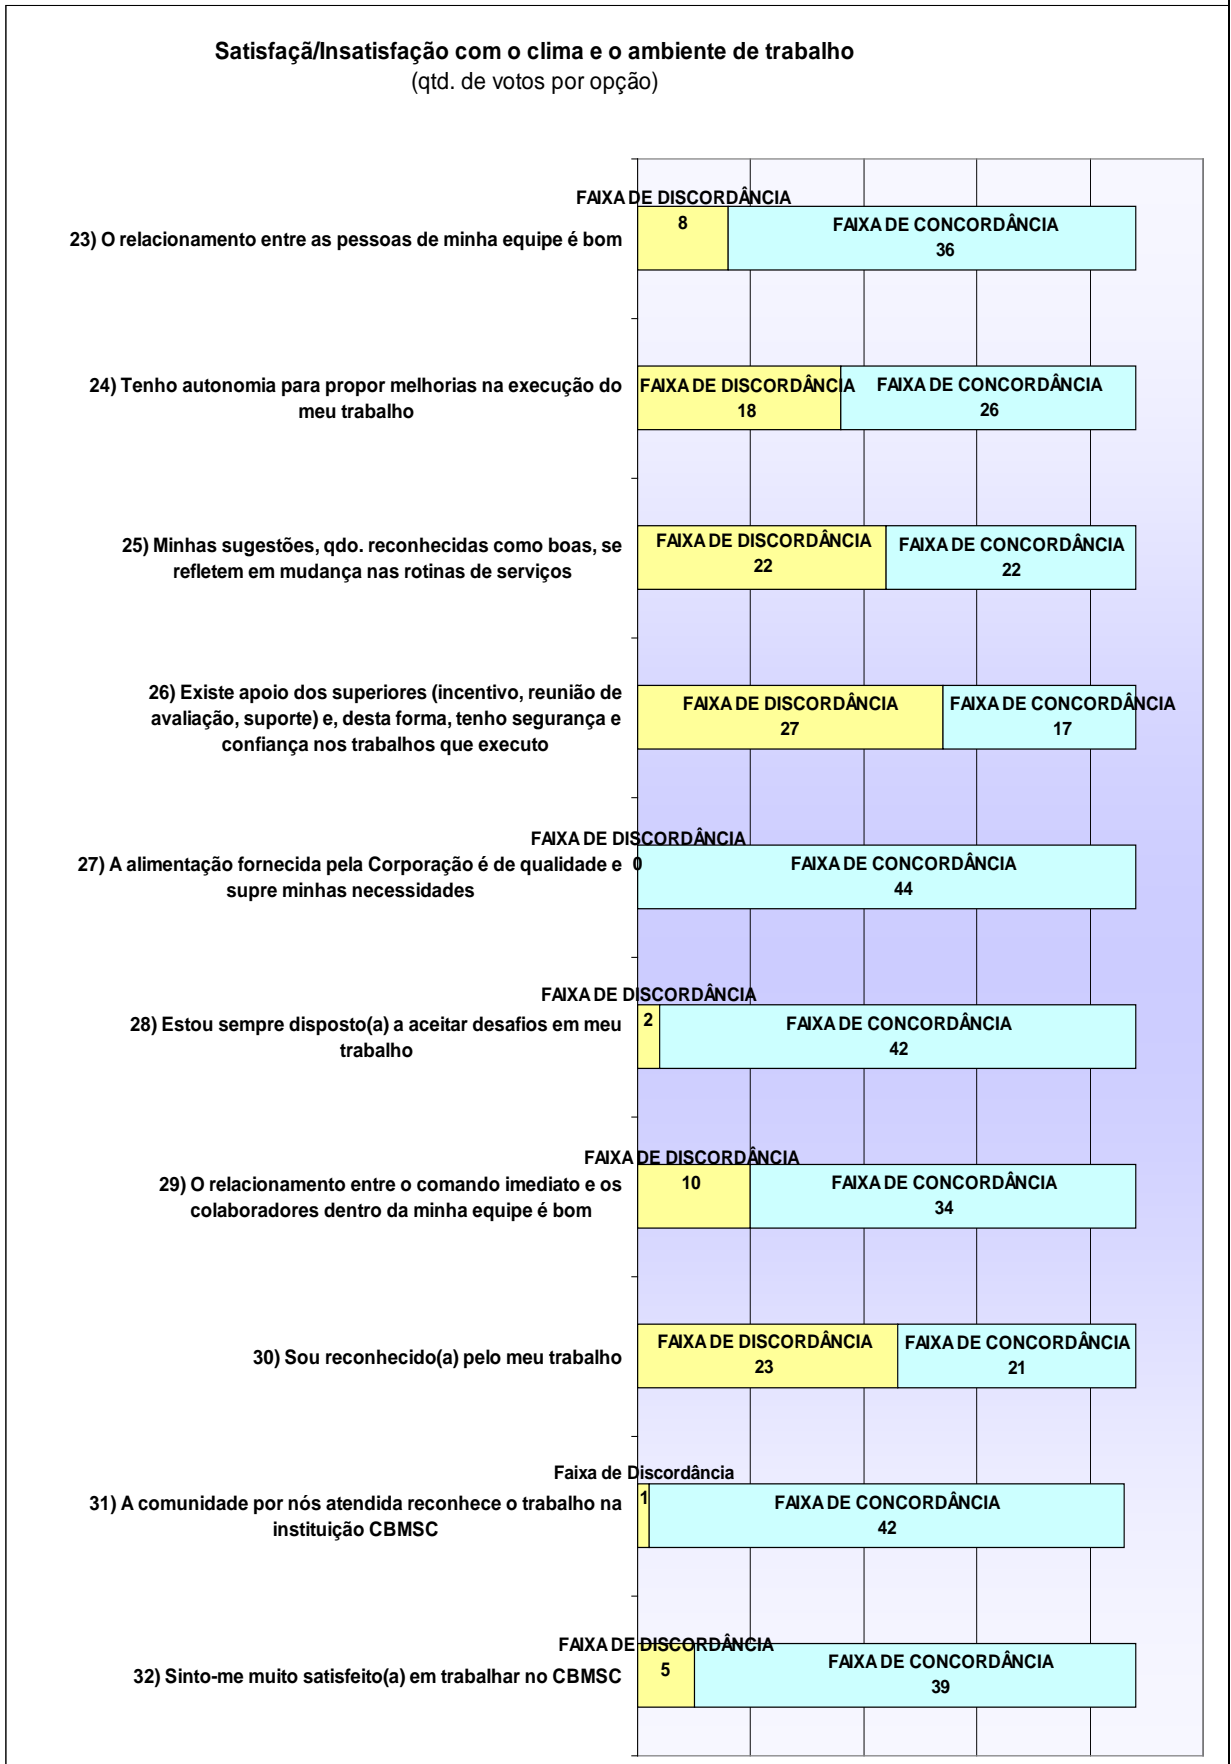 Satisfaçã/Insatisfação com o clima e o ambiente de trabalho
(qtd. de votos por opção)
FAIXA DE DISCORDÂNCIA
8
FAIXA DE CONCORDÂNCIA
36
23) O relacionamento entre as pessoas de minha equipe é bom
24) Tenho autonomia para propor melhorias na execução do
meu trabalho
FAIXA DE DISCORDÂNCIA
18
FAIXA DE CONCORDÂNCIA
26
25) Minhas sugestões, qdo. reconhecidas como boas, se
refletem em mudança nas rotinas de serviços
FAIXA DE DISCORDÂNCIA
22
FAIXA DE CONCORDÂNCIA
22
26) Existe apoio dos superiores (incentivo, reunião de
avaliação, suporte) e, desta forma, tenho segurança e
confiança nos trabalhos que executo
FAIXA DE DISCORDÂNCIA
27
FAIXA DE CONCORDÂNCIA
17
FAIXA DE DISCORDÂNCIA
0
27) A alimentação fornecida pela Corporação é de qualidade e
supre minhas necessidades
FAIXA DE CONCORDÂNCIA
44
FAIXA DE DISCORDÂNCIA
2
28) Estou sempre disposto(a) a aceitar desafios em meu
trabalho
FAIXA DE CONCORDÂNCIA
42
FAIXA DE DISCORDÂNCIA
10
29) O relacionamento entre o comando imediato e os
colaboradores dentro da minha equipe é bom
FAIXA DE CONCORDÂNCIA
34
30) Sou reconhecido(a) pelo meu trabalho
FAIXA DE DISCORDÂNCIA
23
FAIXA DE CONCORDÂNCIA
21
Faixa de Discordância
1
31) A comunidade por nós atendida reconhece o trabalho na
instituição CBMSC
FAIXA DE CONCORDÂNCIA
42
FAIXA DE DISCORDÂNCIA
5
32) Sinto-me muito satisfeito(a) em trabalhar no CBMSC
FAIXA DE CONCORDÂNCIA
39